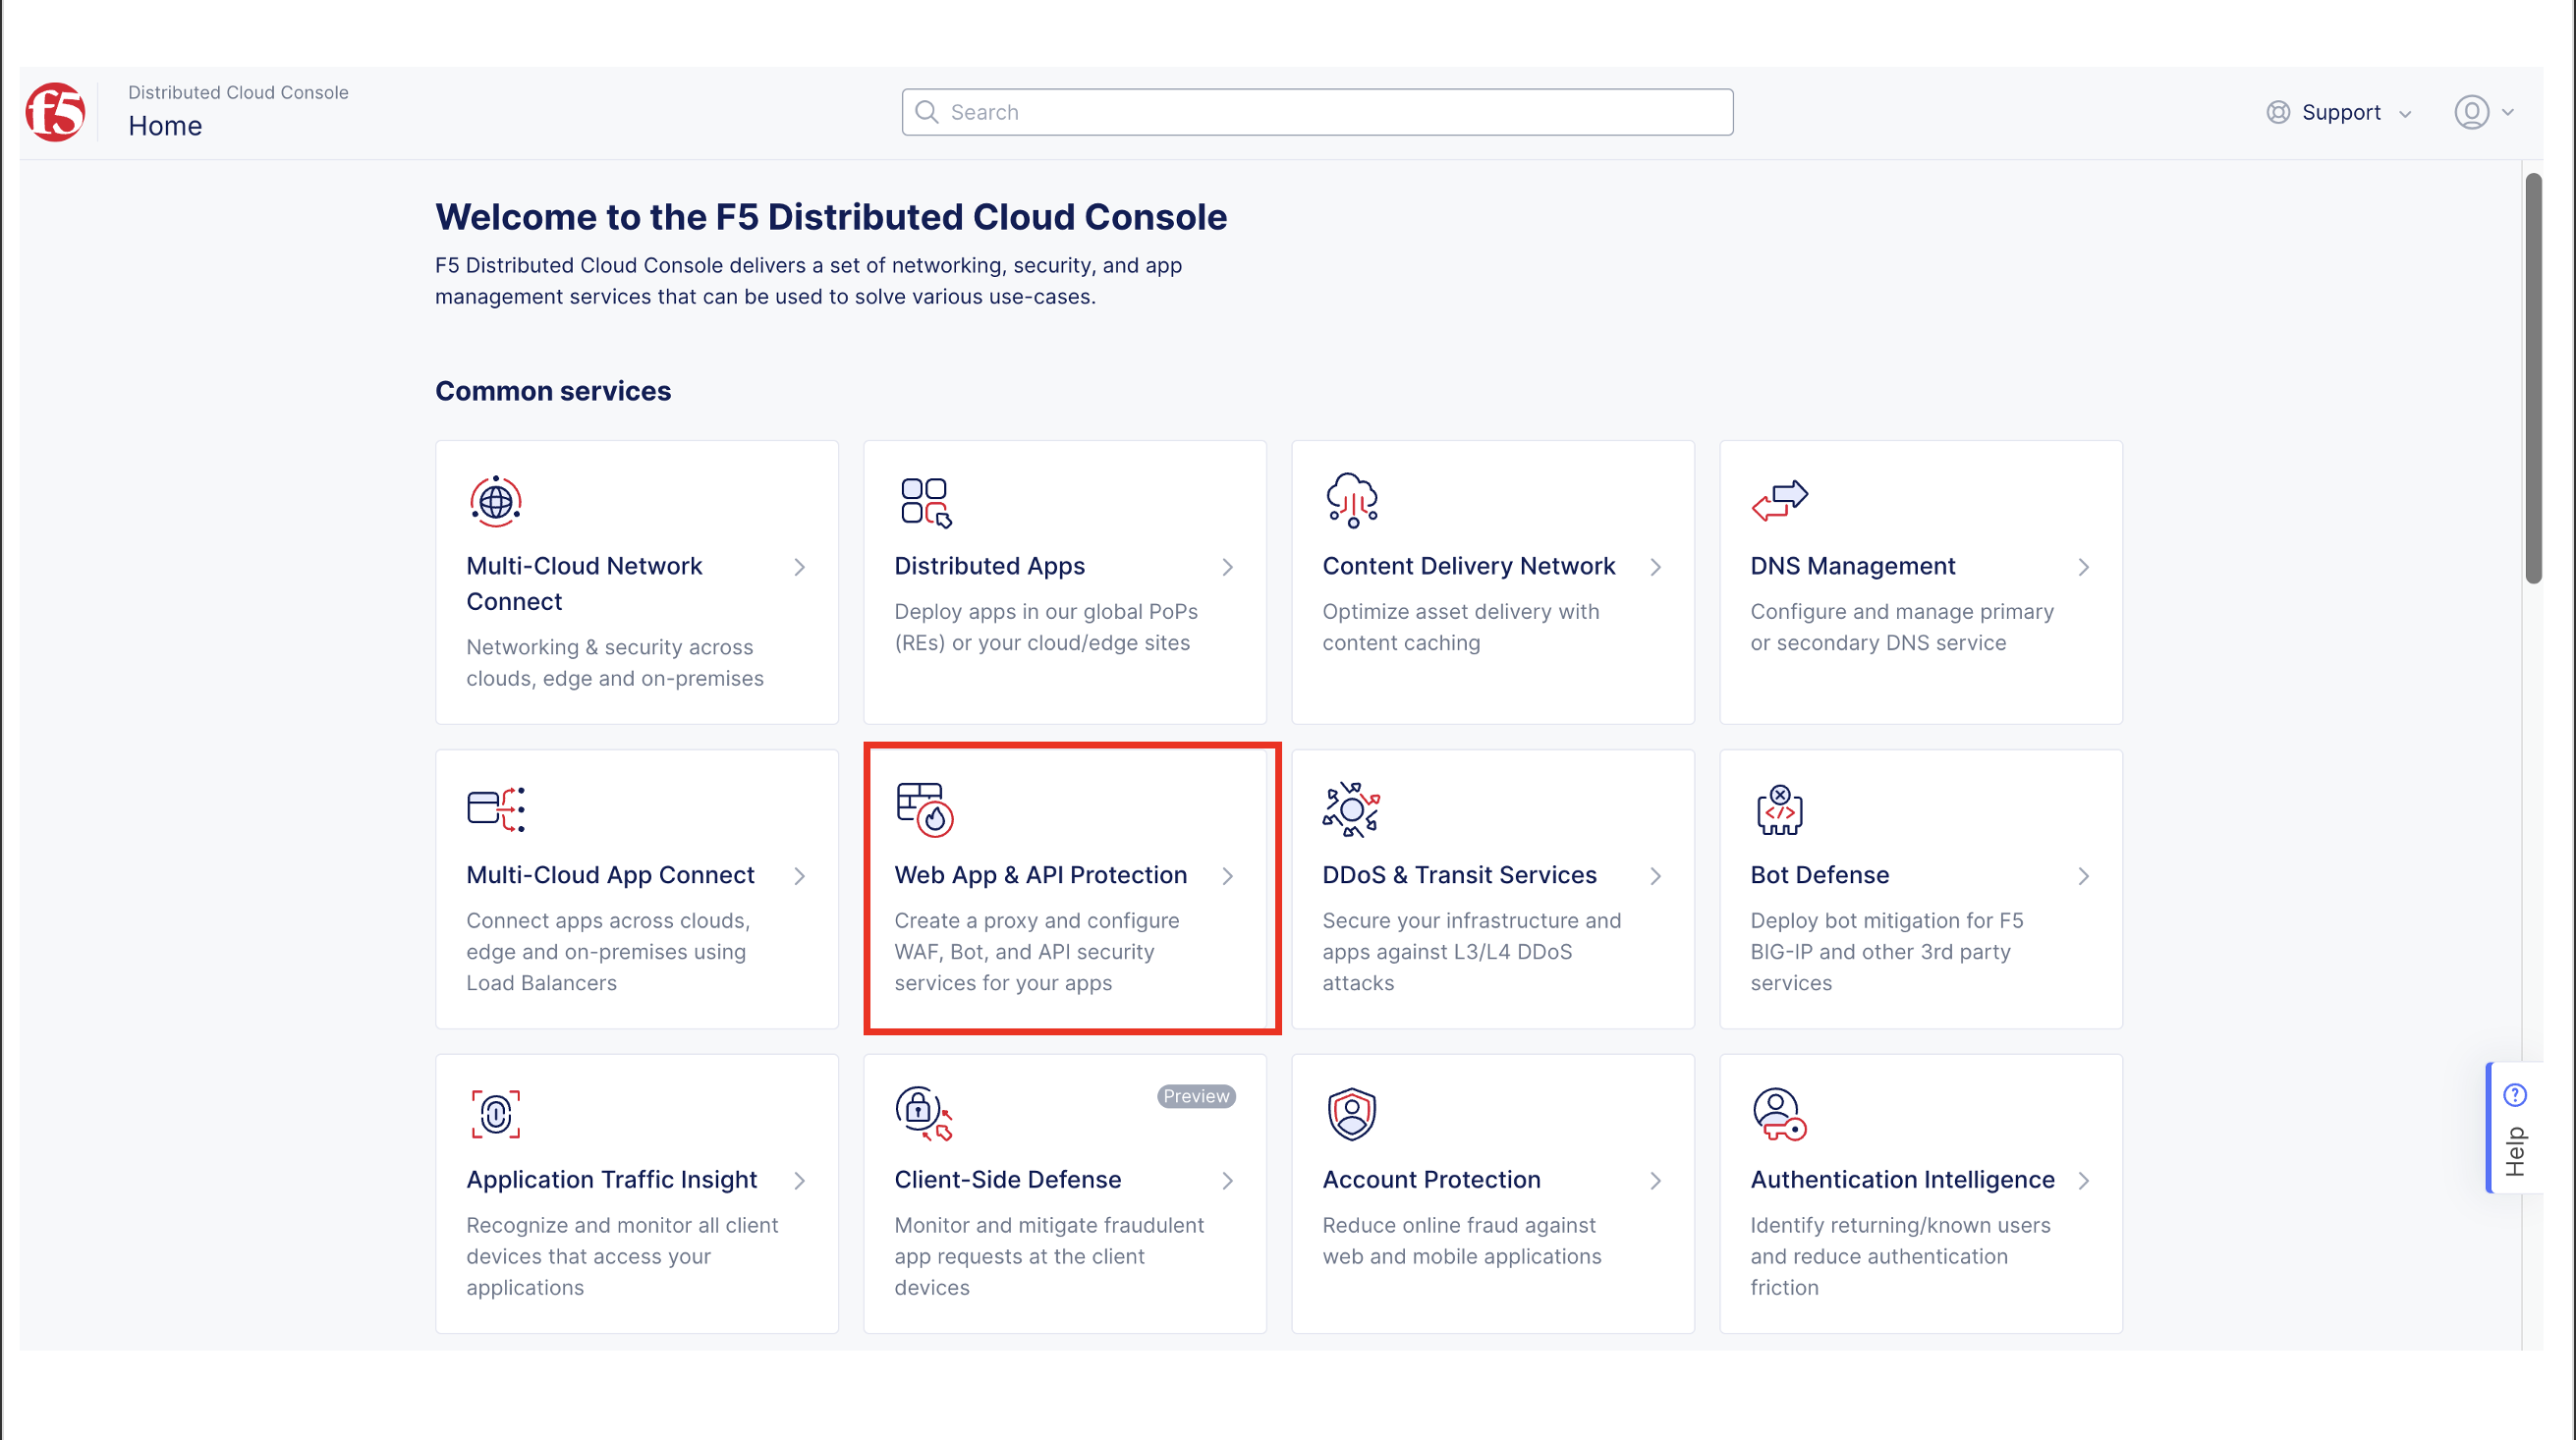 f5
Distributed Cloud Console
Home
Search
Support
Welcome to the F5 Distributed Cloud Console
F5 Distributed Cloud Console delivers a set of networking, security, and app
management services that can be used to solve various use-cases.
Common services
Multi-Cloud Network
Connect
Networking & security across
clouds, edge and on-premises
Distributed Apps
Deploy apps in our global PoPs
(REs) or your cloud/edge sites
Content Delivery Network
Optimize asset delivery with
content caching
DNS Management
Configure and manage primary
or secondary DNS service
Multi-Cloud App Connect
Connect apps across clouds,
edge and on-premises using
Load Balancers
Web App & API Protection
Create a proxy and configure
WAF, Bot, and API security
services for your apps
DDoS & Transit Services
Secure your infrastructure and
apps against L3/L4 DDoS
attacks
Bot Defense
Deploy bot mitigation for F5
BIG-IP and other 3rd party
services
Application Traffic Insight
Recognize and monitor all client
devices that access your
applications
Preview
Client-Side Defense
Monitor and mitigate fraudulent
app requests at the client
devices
Account Protection
Reduce online fraud against
web and mobile applications
Authentication Intelligence
Identify returning/known users
and reduce authentication
friction
Help